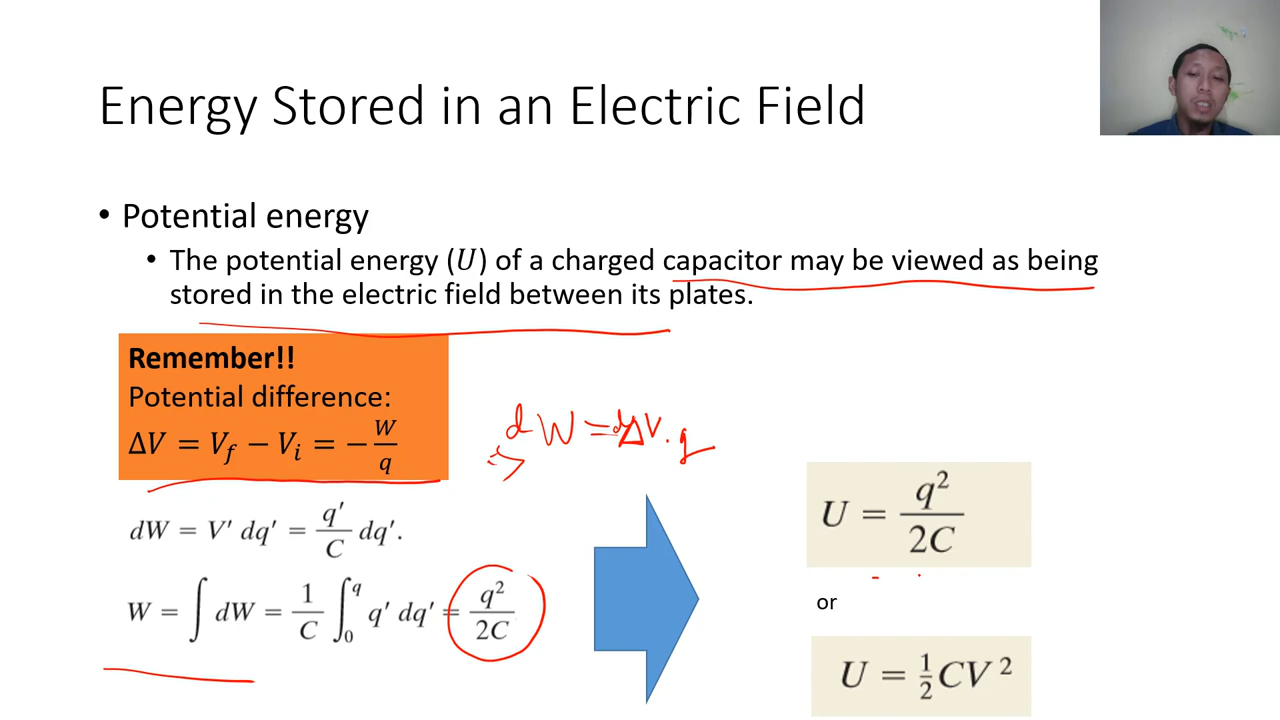 Energy Stored in an Electric Field
• Potential energy
• The potential energy (U) of a charged capacitor may be viewed as being
stored in the electric field between its plates.
Remember!!
Potential difference:
ΔV = V_f − V_i = − W/q
dW = ΔV. q
dW = V′ dq′ = q′/C dq′.
W = ∫ dW = 1/C ∫₀^q q′ dq′ = q²/2C
U = q²/2C
or
U = ½CV²